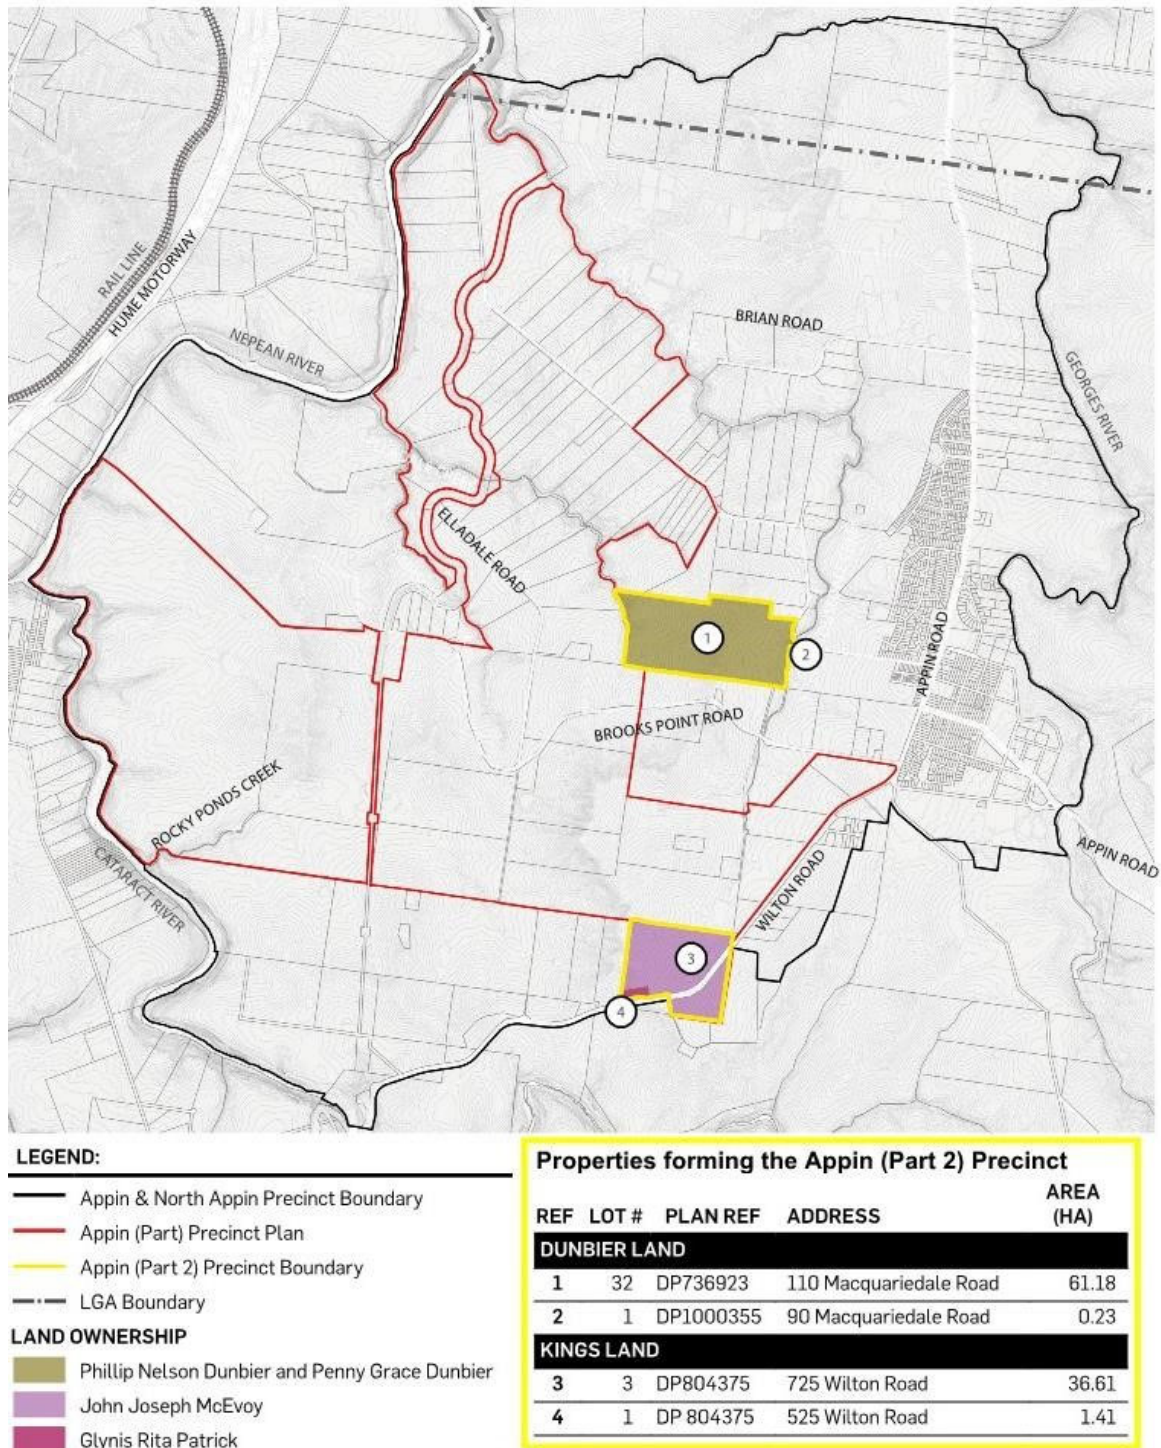 RAIL LINE
HUME MOTORWAY
NEPEAN RIVER
BRIAN ROAD
GEORGES RIVER
ELLADALE ROAD
APPIN ROAD
1
2
BROOKS POINT ROAD
ROCKY PONDS CREEK
CATARACT RIVER
WILTON ROAD
APPIN ROAD
3
4
LEGEND:
Appin & North Appin Precinct Boundary
Appin (Part) Precinct Plan
Appin (Part 2) Precinct Boundary
LGA Boundary
LAND OWNERSHIP
Phillip Nelson Dunbier and Penny Grace Dunbier
John Joseph McEvoy
Glynis Rita Patrick
Properties forming the Appin (Part 2) Precinct
REF LOT # PLAN REF ADDRESS AREA (HA)
DUNBIER LAND
1 32 DP736923 110 Macquariedale Road 61.18
2 1 DP1000355 90 Macquariedale Road 0.23
KINGS LAND
3 3 DP804375 725 Wilton Road 36.61
4 1 DP 804375 525 Wilton Road 1.41